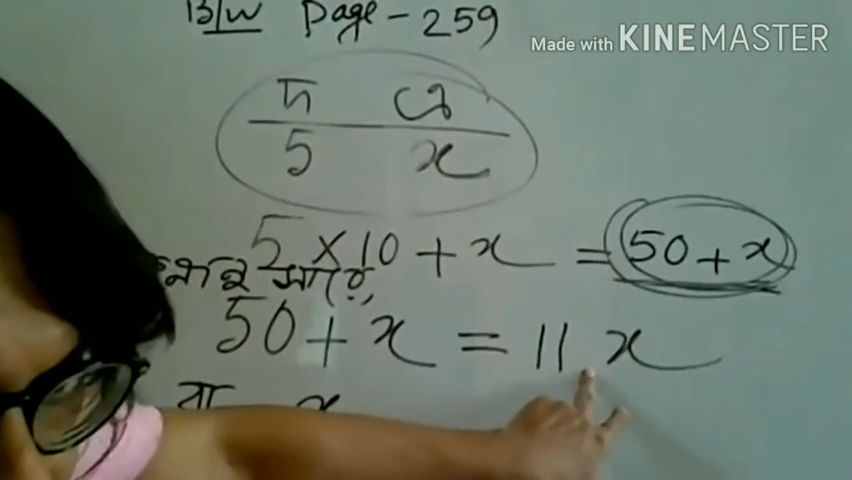 B/W Page - 259
Made with KINEMASTER
দ এ
5 x
5 x 10 + x = 50 + x
সারে,
50 + x = 11 x
বা x